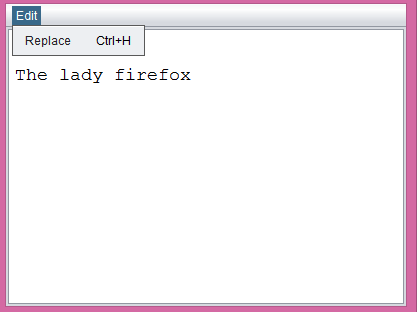 Edit
Replace Ctrl+H
The lady firefox